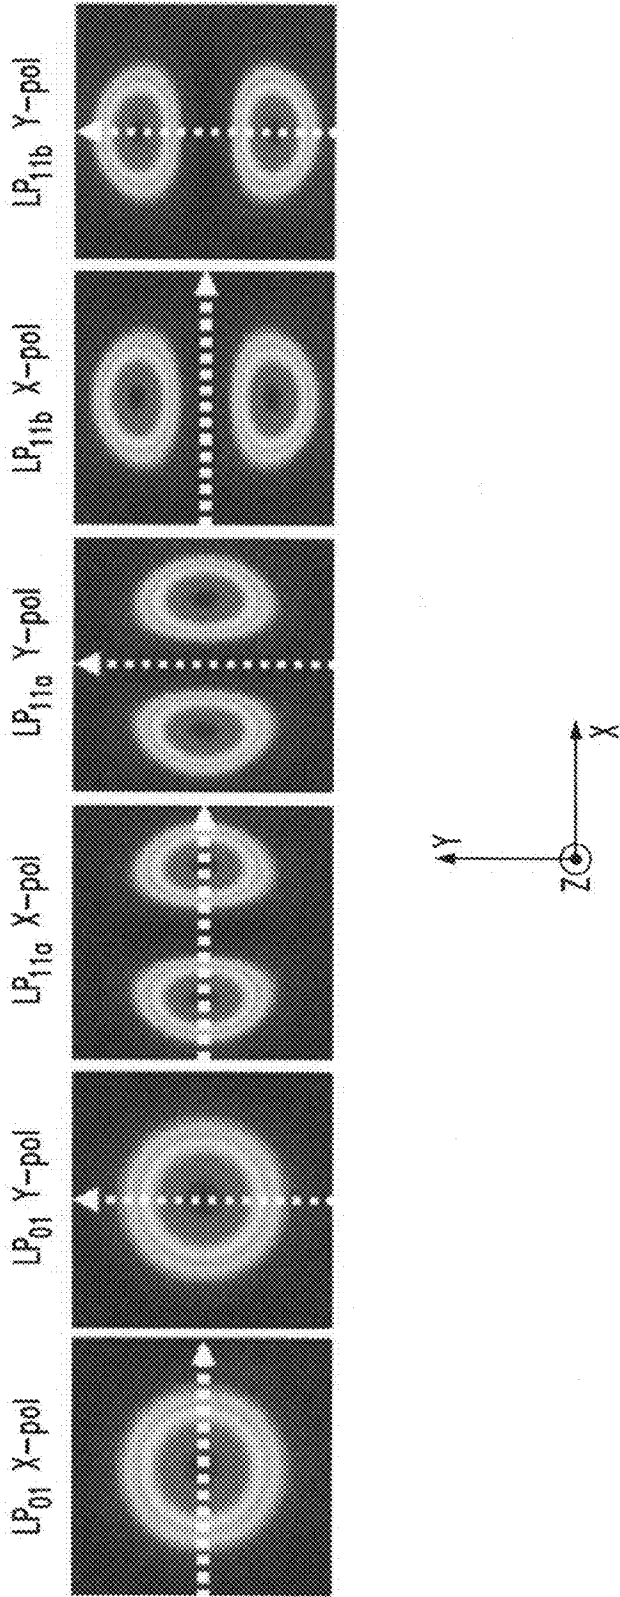 LP01 X-pol
LP01 Y-pol
LP11a X-pol
LP11a Y-pol
LP11b X-pol
LP11b Y-pol
Y
Z
X